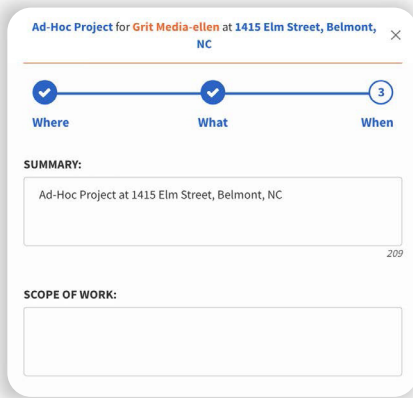 Ad-Hoc Project for Grit Media-ellen at 1415 Elm Street, Belmont,
NC
3
Where What When
SUMMARY:
Ad-Hoc Project at 1415 Elm Street, Belmont, NC
209
SCOPE OF WORK: